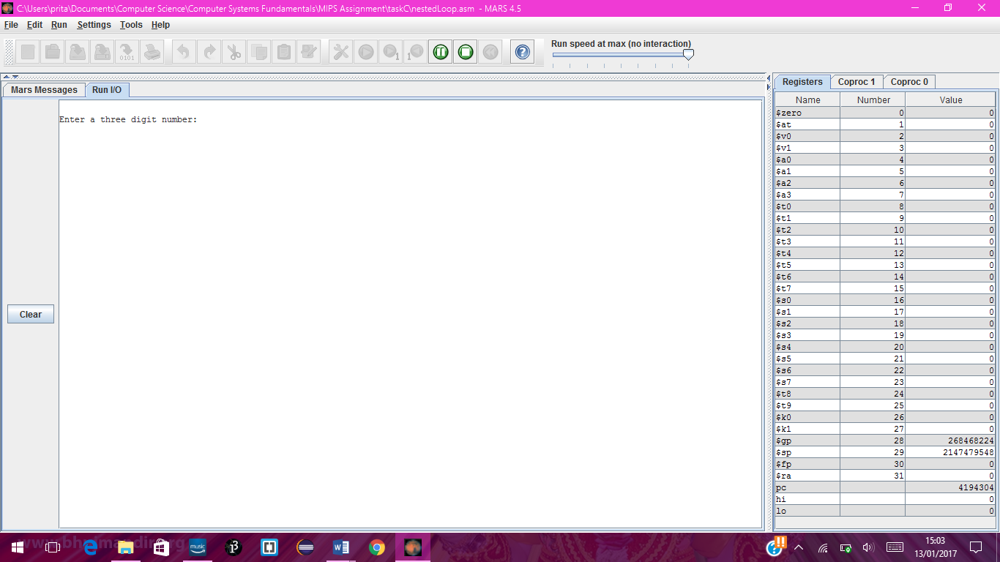 C:\Users\prita\Documents\Computer Science\Computer Systems Fundamentals\MIPS Assignment\taskC\nestedLoop.asm - MARS 4.5
File Edit Run Settings Tools Help
Run speed at max (no interaction)
Mars Messages Run I/O
Enter a three digit number:
Clear
Registers Coproc 1 Coproc 0
Name Number Value
$zero 0 0
$at 1 0
$v0 2 0
$v1 3 0
$a0 4 0
$a1 5 0
$a2 6 0
$a3 7 0
$t0 8 0
$t1 9 0
$t2 10 0
$t3 11 0
$t4 12 0
$t5 13 0
$t6 14 0
$t7 15 0
$s0 16 0
$s1 17 0
$s2 18 0
$s3 19 0
$s4 20 0
$s5 21 0
$s6 22 0
$s7 23 0
$t8 24 0
$t9 25 0
$k0 26 0
$k1 27 0
$gp 28 268468224
$sp 29 2147479548
$fp 30 0
$ra 31 0
pc 4194304
hi 0
lo 0
music
15:03
13/01/2017